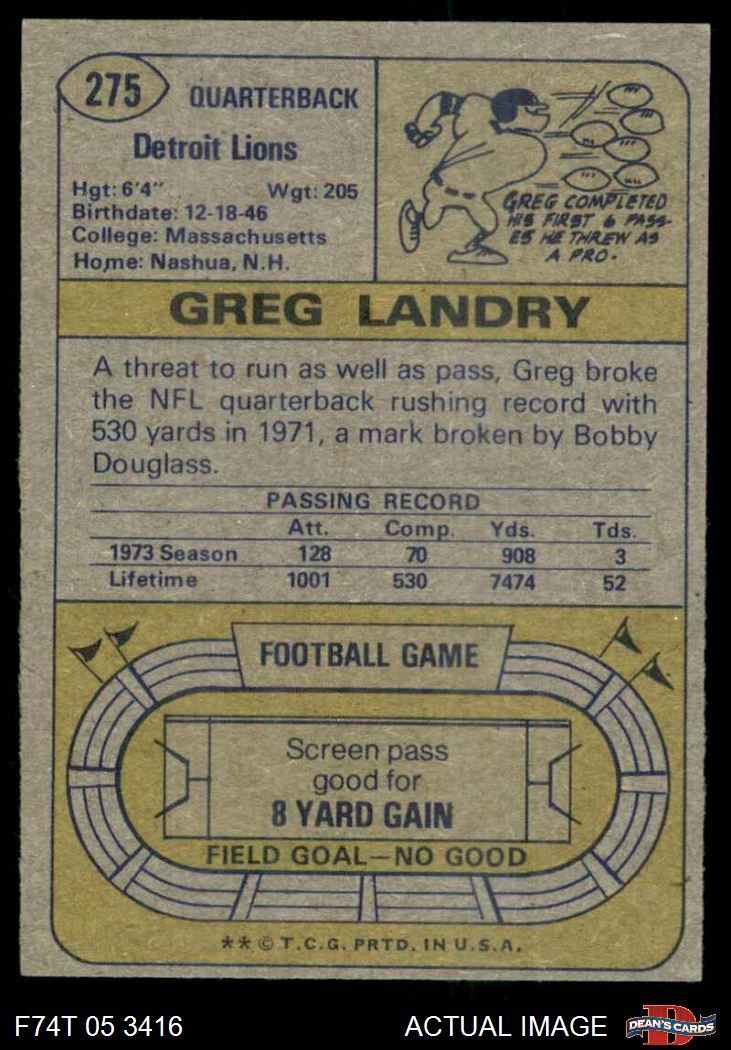 275 QUARTERBACK
Detroit Lions
Hgt: 6'4" Wgt: 205
Birthdate: 12-18-46
College: Massachusetts
Home: Nashua, N.H.
GREG COMPLETED
HIS FIRST 6 PASS-
ES HE THREW AS
A PRO.
GREG LANDRY
A threat to run as well as pass, Greg broke
the NFL quarterback rushing record with
530 yards in 1971, a mark broken by Bobby
Douglass.
PASSING RECORD
Att. Comp. Yds. Tds.
1973 Season 128 70 908 3
Lifetime 1001 530 7474 52
FOOTBALL GAME
Screen pass
good for
8 YARD GAIN
FIELD GOAL—NO GOOD
** © T.C.G. PRTD. IN U.S.A.
F74T 05 3416 ACTUAL IMAGE DEAN'S CARDS